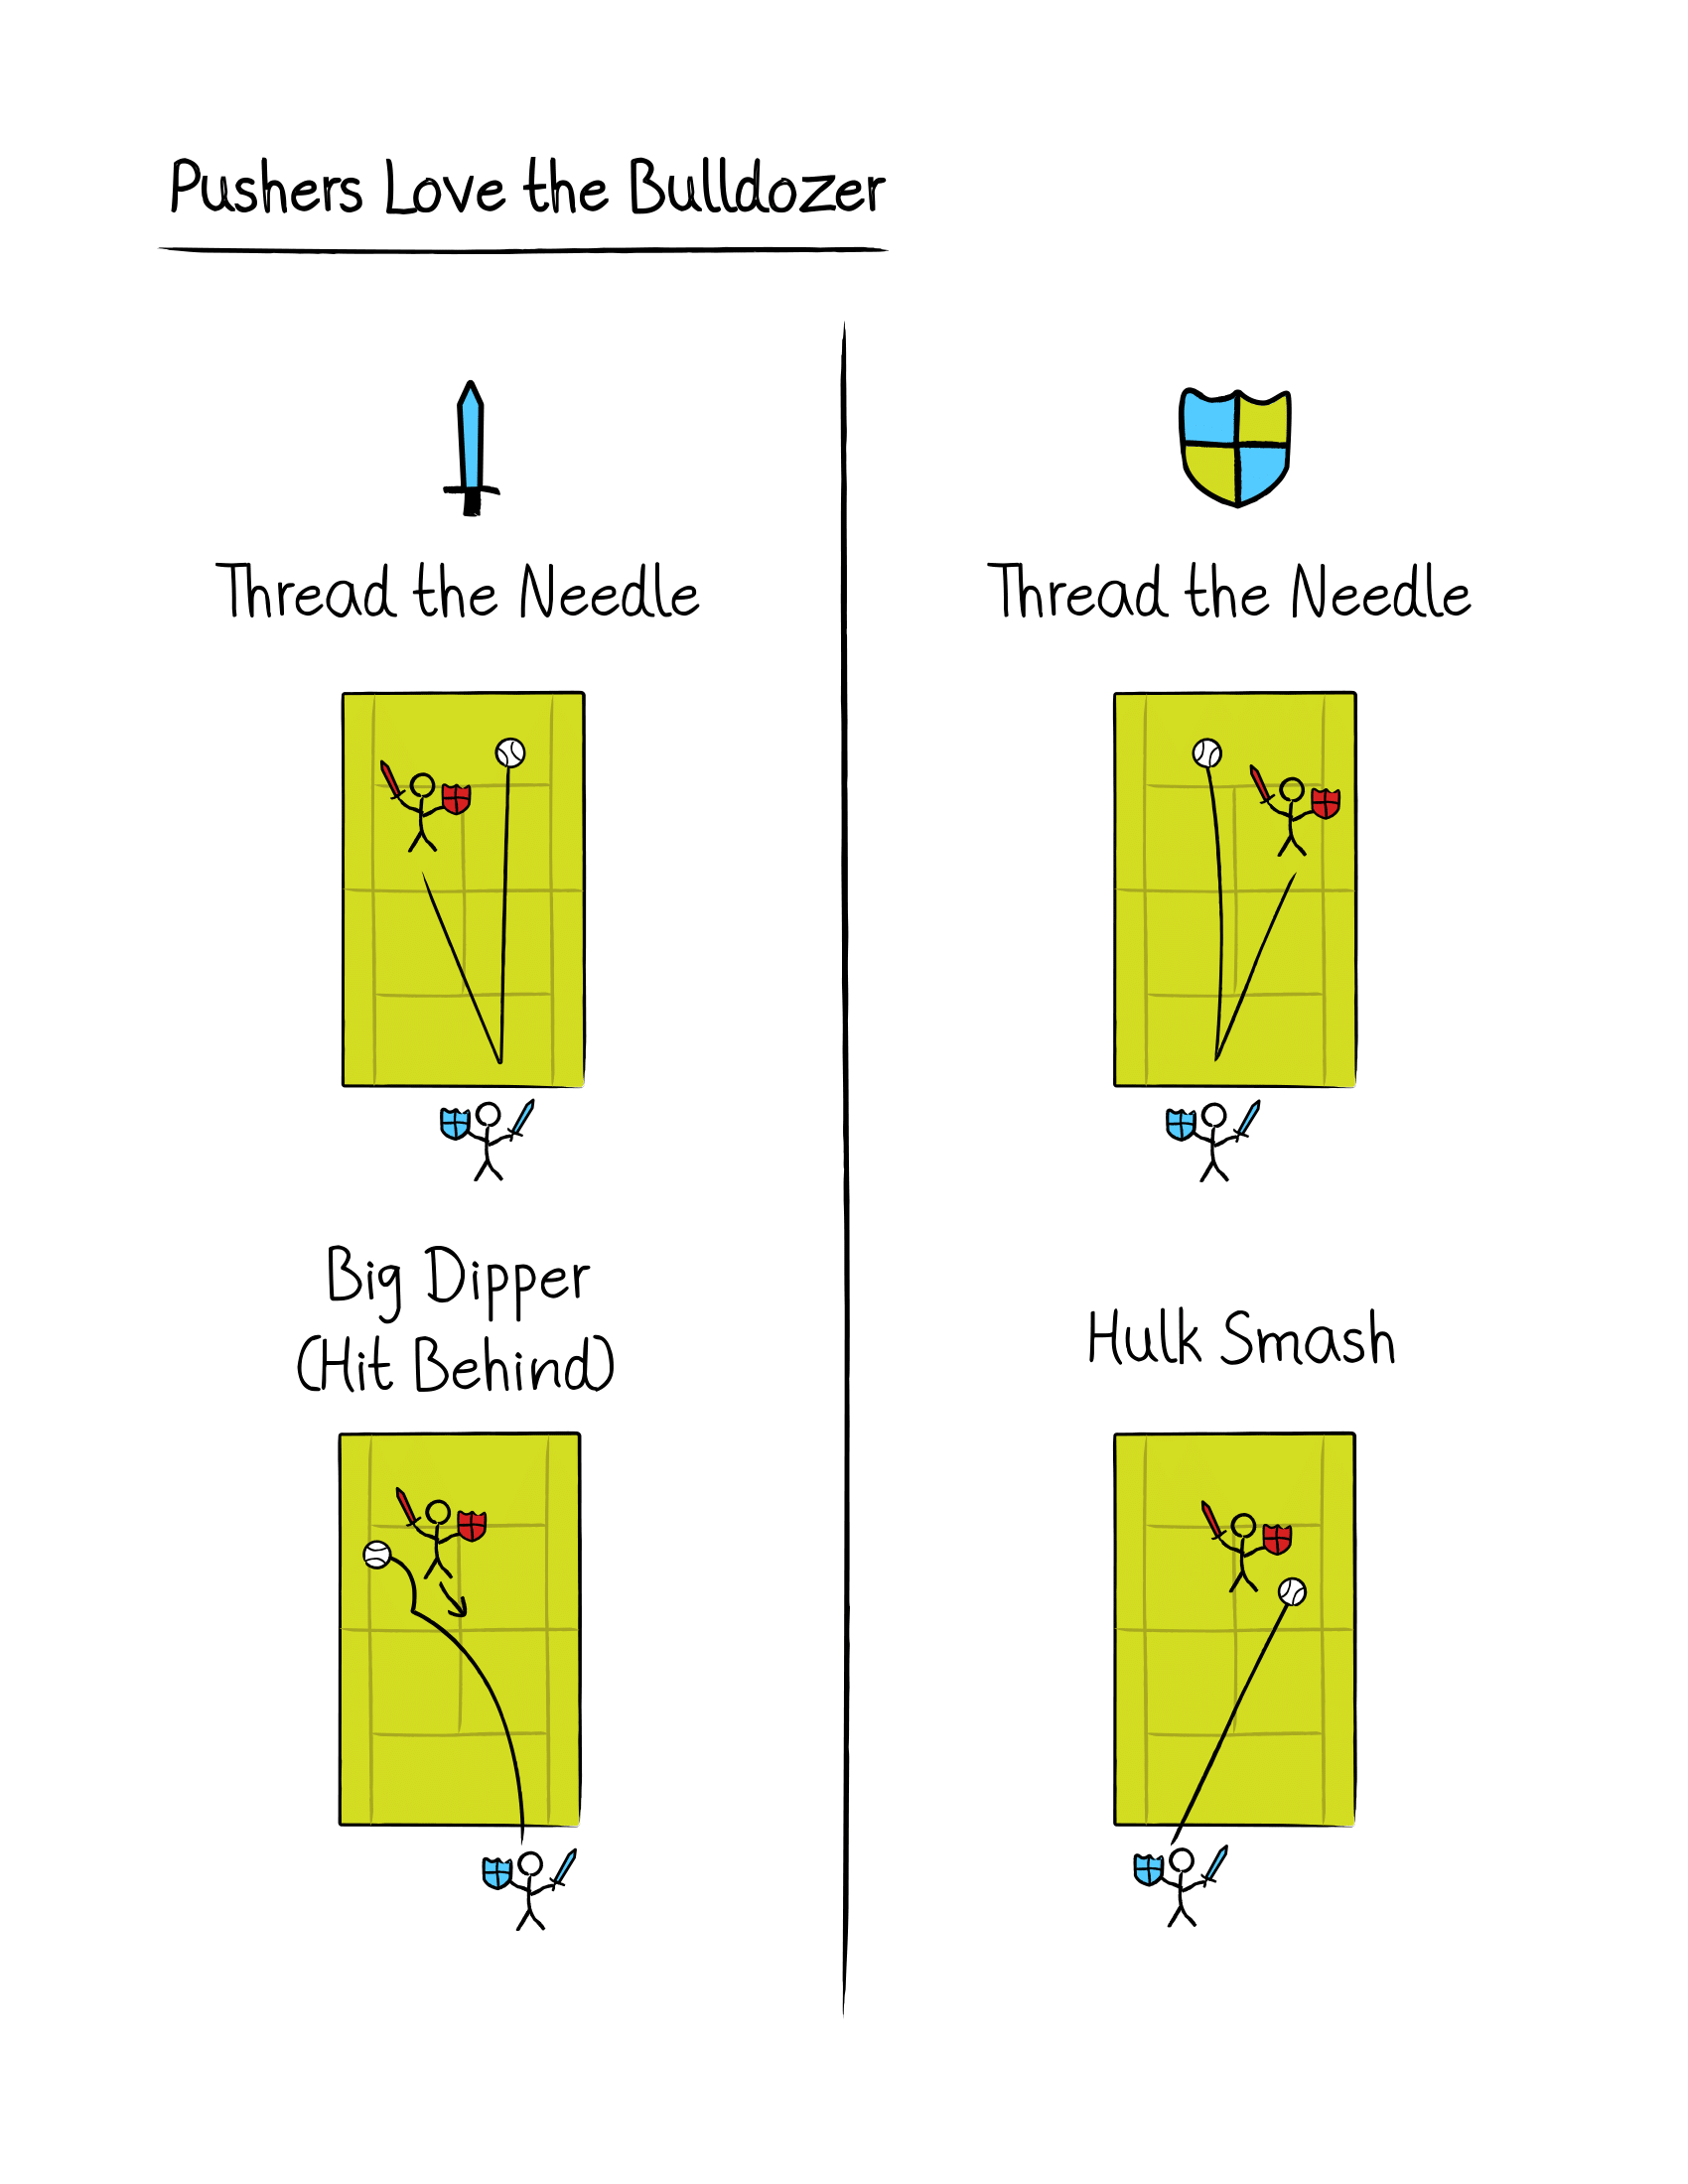 Pushers Love the Bulldozer
Thread the Needle
Big Dipper
(Hit Behind)
Thread the Needle
Hulk Smash